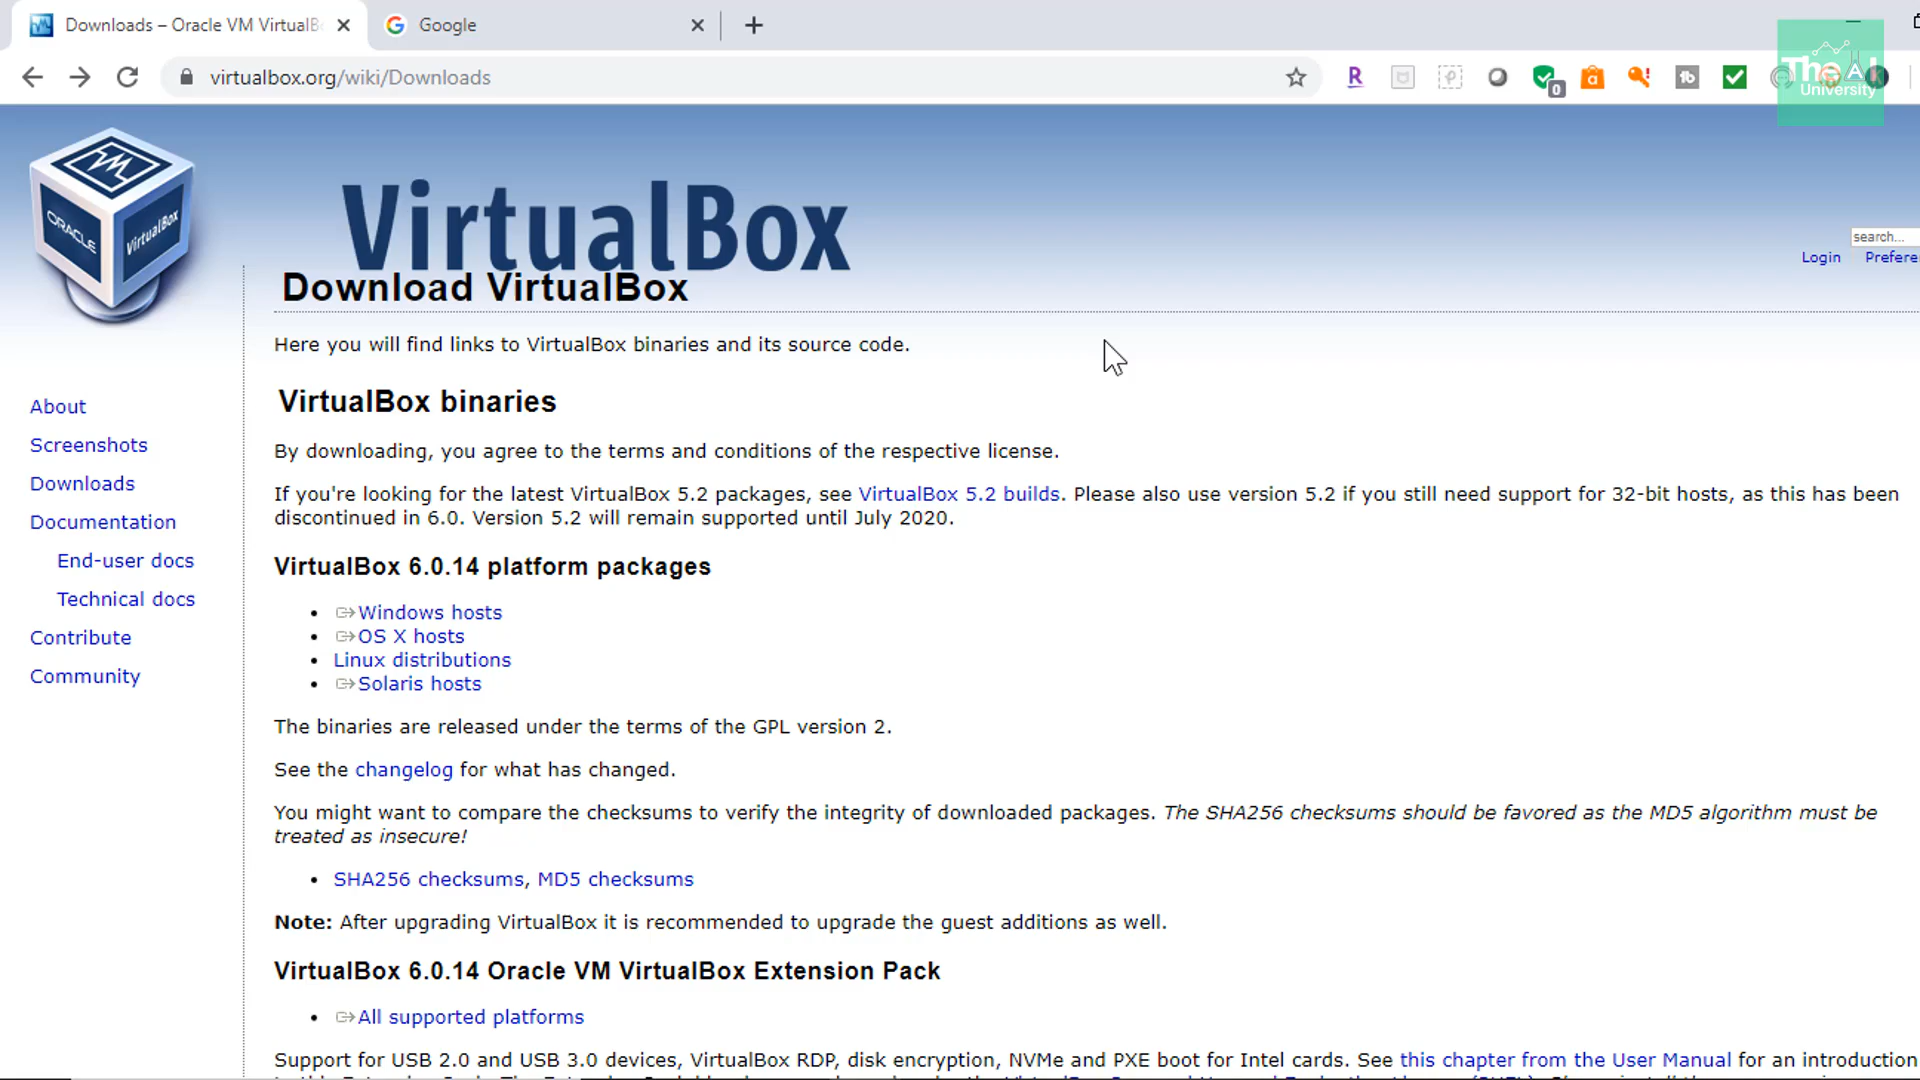 Downloads – Oracle VM VirtualB
Google
virtualbox.org/wiki/Downloads
The AI
University
ORACLE
VirtualBox
VirtualBox
search...
Login Prefere
Download VirtualBox
Here you will find links to VirtualBox binaries and its source code.
About
Screenshots
Downloads
Documentation
End-user docs
Technical docs
Contribute
Community
VirtualBox binaries
By downloading, you agree to the terms and conditions of the respective license.
If you're looking for the latest VirtualBox 5.2 packages, see VirtualBox 5.2 builds. Please also use version 5.2 if you still need support for 32-bit hosts, as this has been
discontinued in 6.0. Version 5.2 will remain supported until July 2020.
VirtualBox 6.0.14 platform packages
• Windows hosts
• OS X hosts
• Linux distributions
• Solaris hosts
The binaries are released under the terms of the GPL version 2.
See the changelog for what has changed.
You might want to compare the checksums to verify the integrity of downloaded packages. The SHA256 checksums should be favored as the MD5 algorithm must be
treated as insecure!
• SHA256 checksums, MD5 checksums
Note: After upgrading VirtualBox it is recommended to upgrade the guest additions as well.
VirtualBox 6.0.14 Oracle VM VirtualBox Extension Pack
• All supported platforms
Support for USB 2.0 and USB 3.0 devices, VirtualBox RDP, disk encryption, NVMe and PXE boot for Intel cards. See this chapter from the User Manual for an introduction